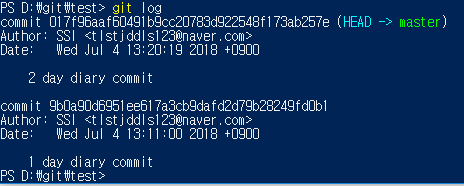 PS D:₩git₩test> git log
commit 017f96aaf60491b9cc20783d922548f173ab257e (HEAD -> master)
Author: SSI <tlstjddls123@naver.com>
Date:   Wed Jul 4 13:20:19 2018 +0900
2 day diary commit
commit 9b0a90d6951ee617a3cb9dafd2d79b28249fd0b1
Author: SSI <tlstjddls123@naver.com>
Date:   Wed Jul 4 13:11:00 2018 +0900
1 day diary commit
PS D:₩git₩test>